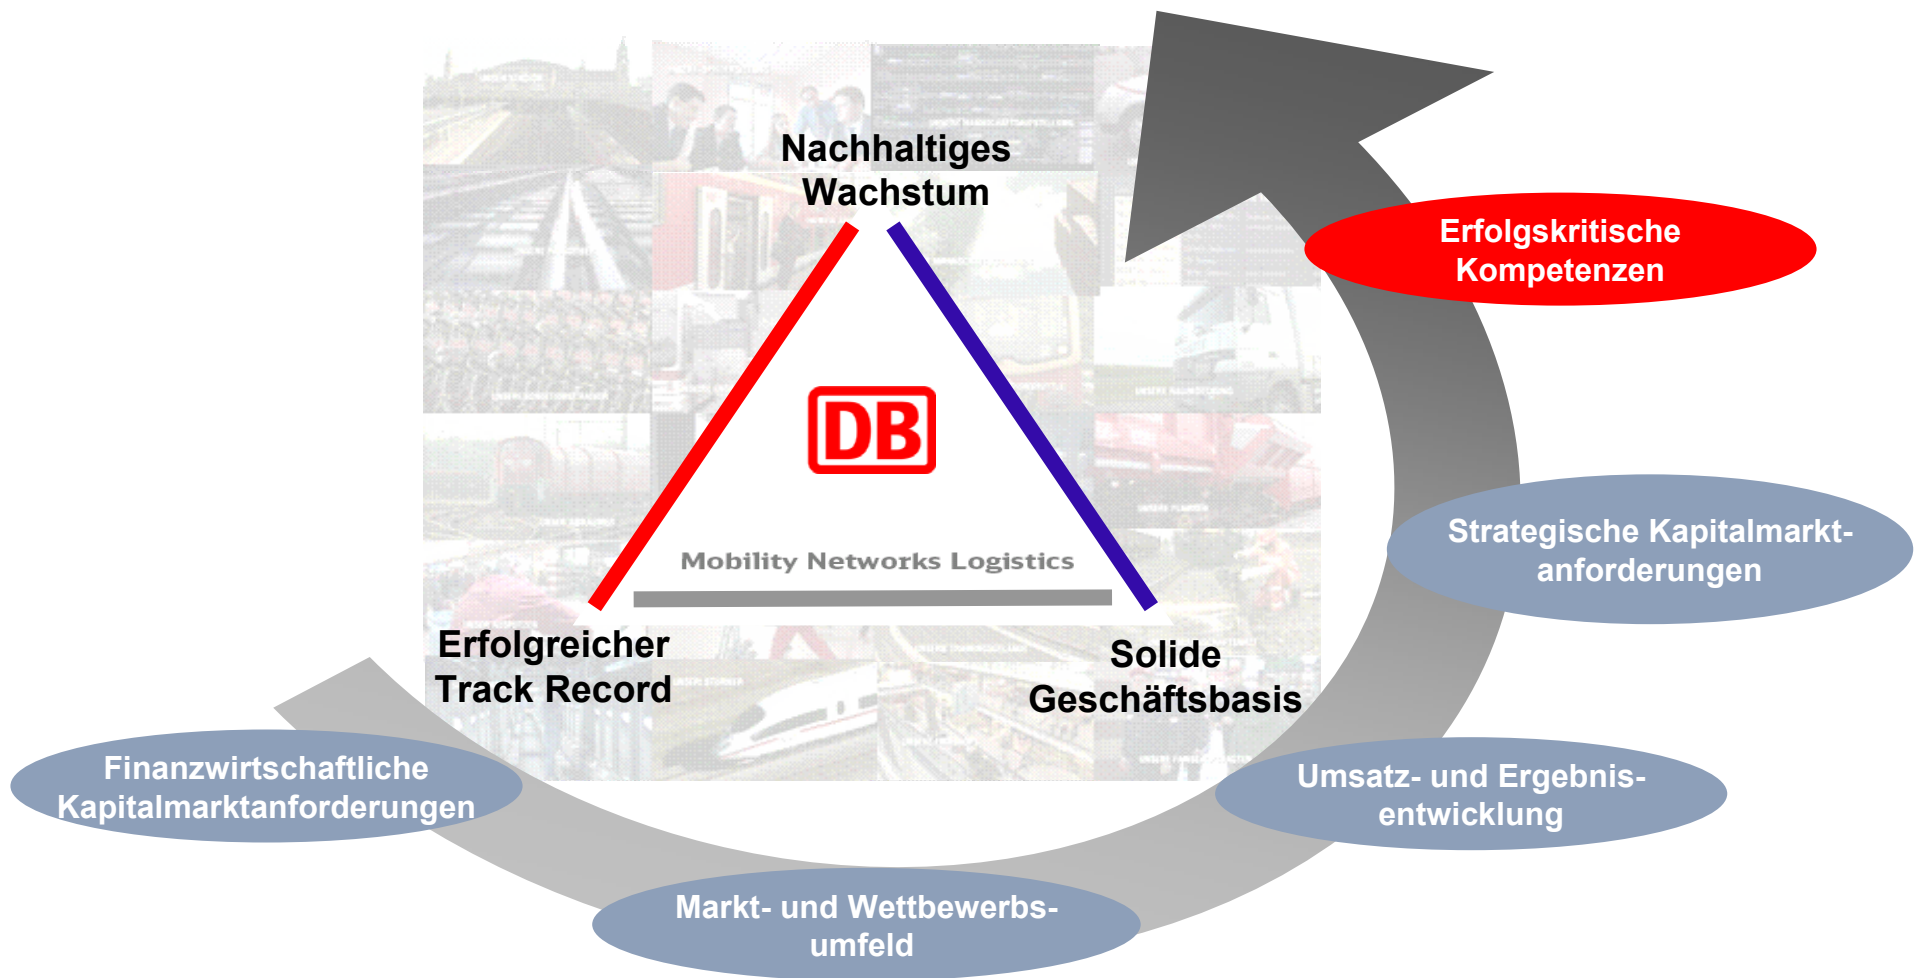 Nachhaltiges
Wachstum
Erfolgskritische
Kompetenzen
DB
Strategische Kapitalmarkt-
anforderungen
Mobility Networks Logistics
Erfolgreicher
Track Record
Solide
Geschäftsbasis
Finanzwirtschaftliche
Kapitalmarktanforderungen
Umsatz- und Ergebnis-
entwicklung
Markt- und Wettbewerbs-
umfeld